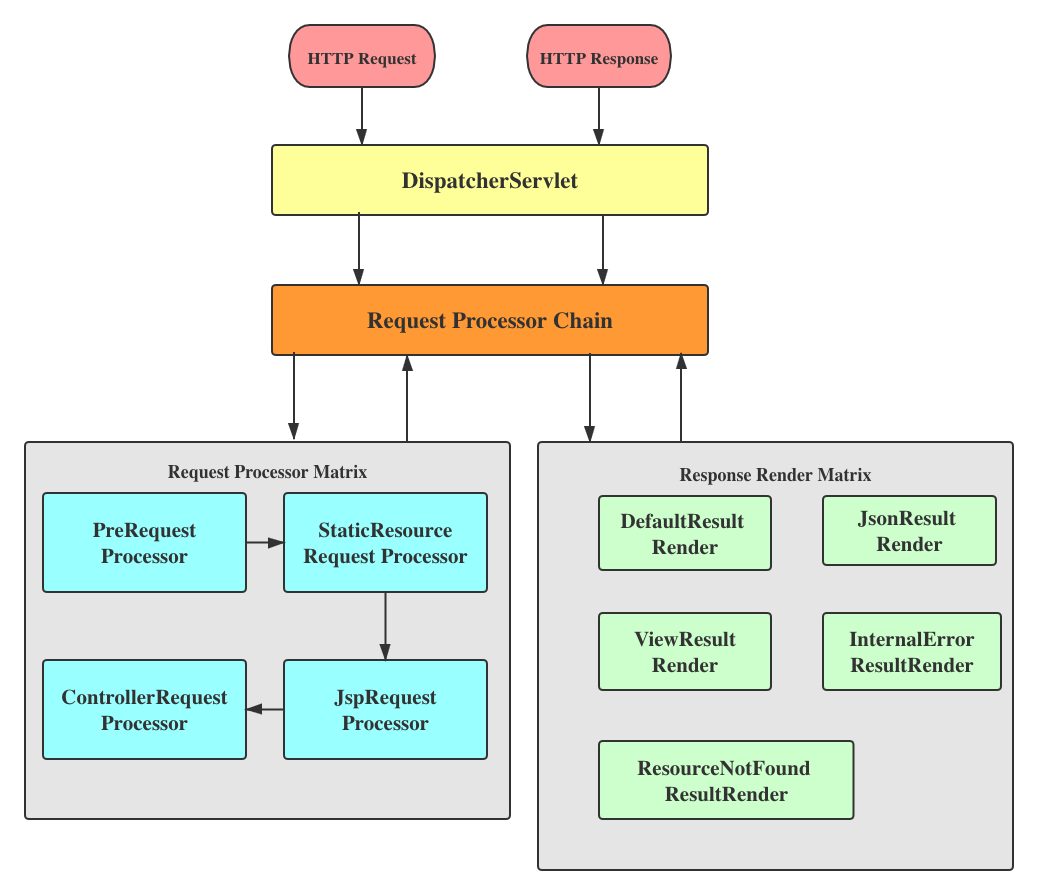 HTTP Request
HTTP Response
DispatcherServlet
Request Processor Chain
Request Processor Matrix
PreRequest
Processor
StaticResource
Request Processor
ControllerRequest
Processor
JspRequest
Processor
Response Render Matrix
DefaultResult
Render
JsonResult
Render
ViewResult
Render
InternalError
ResultRender
ResourceNotFound
ResultRender